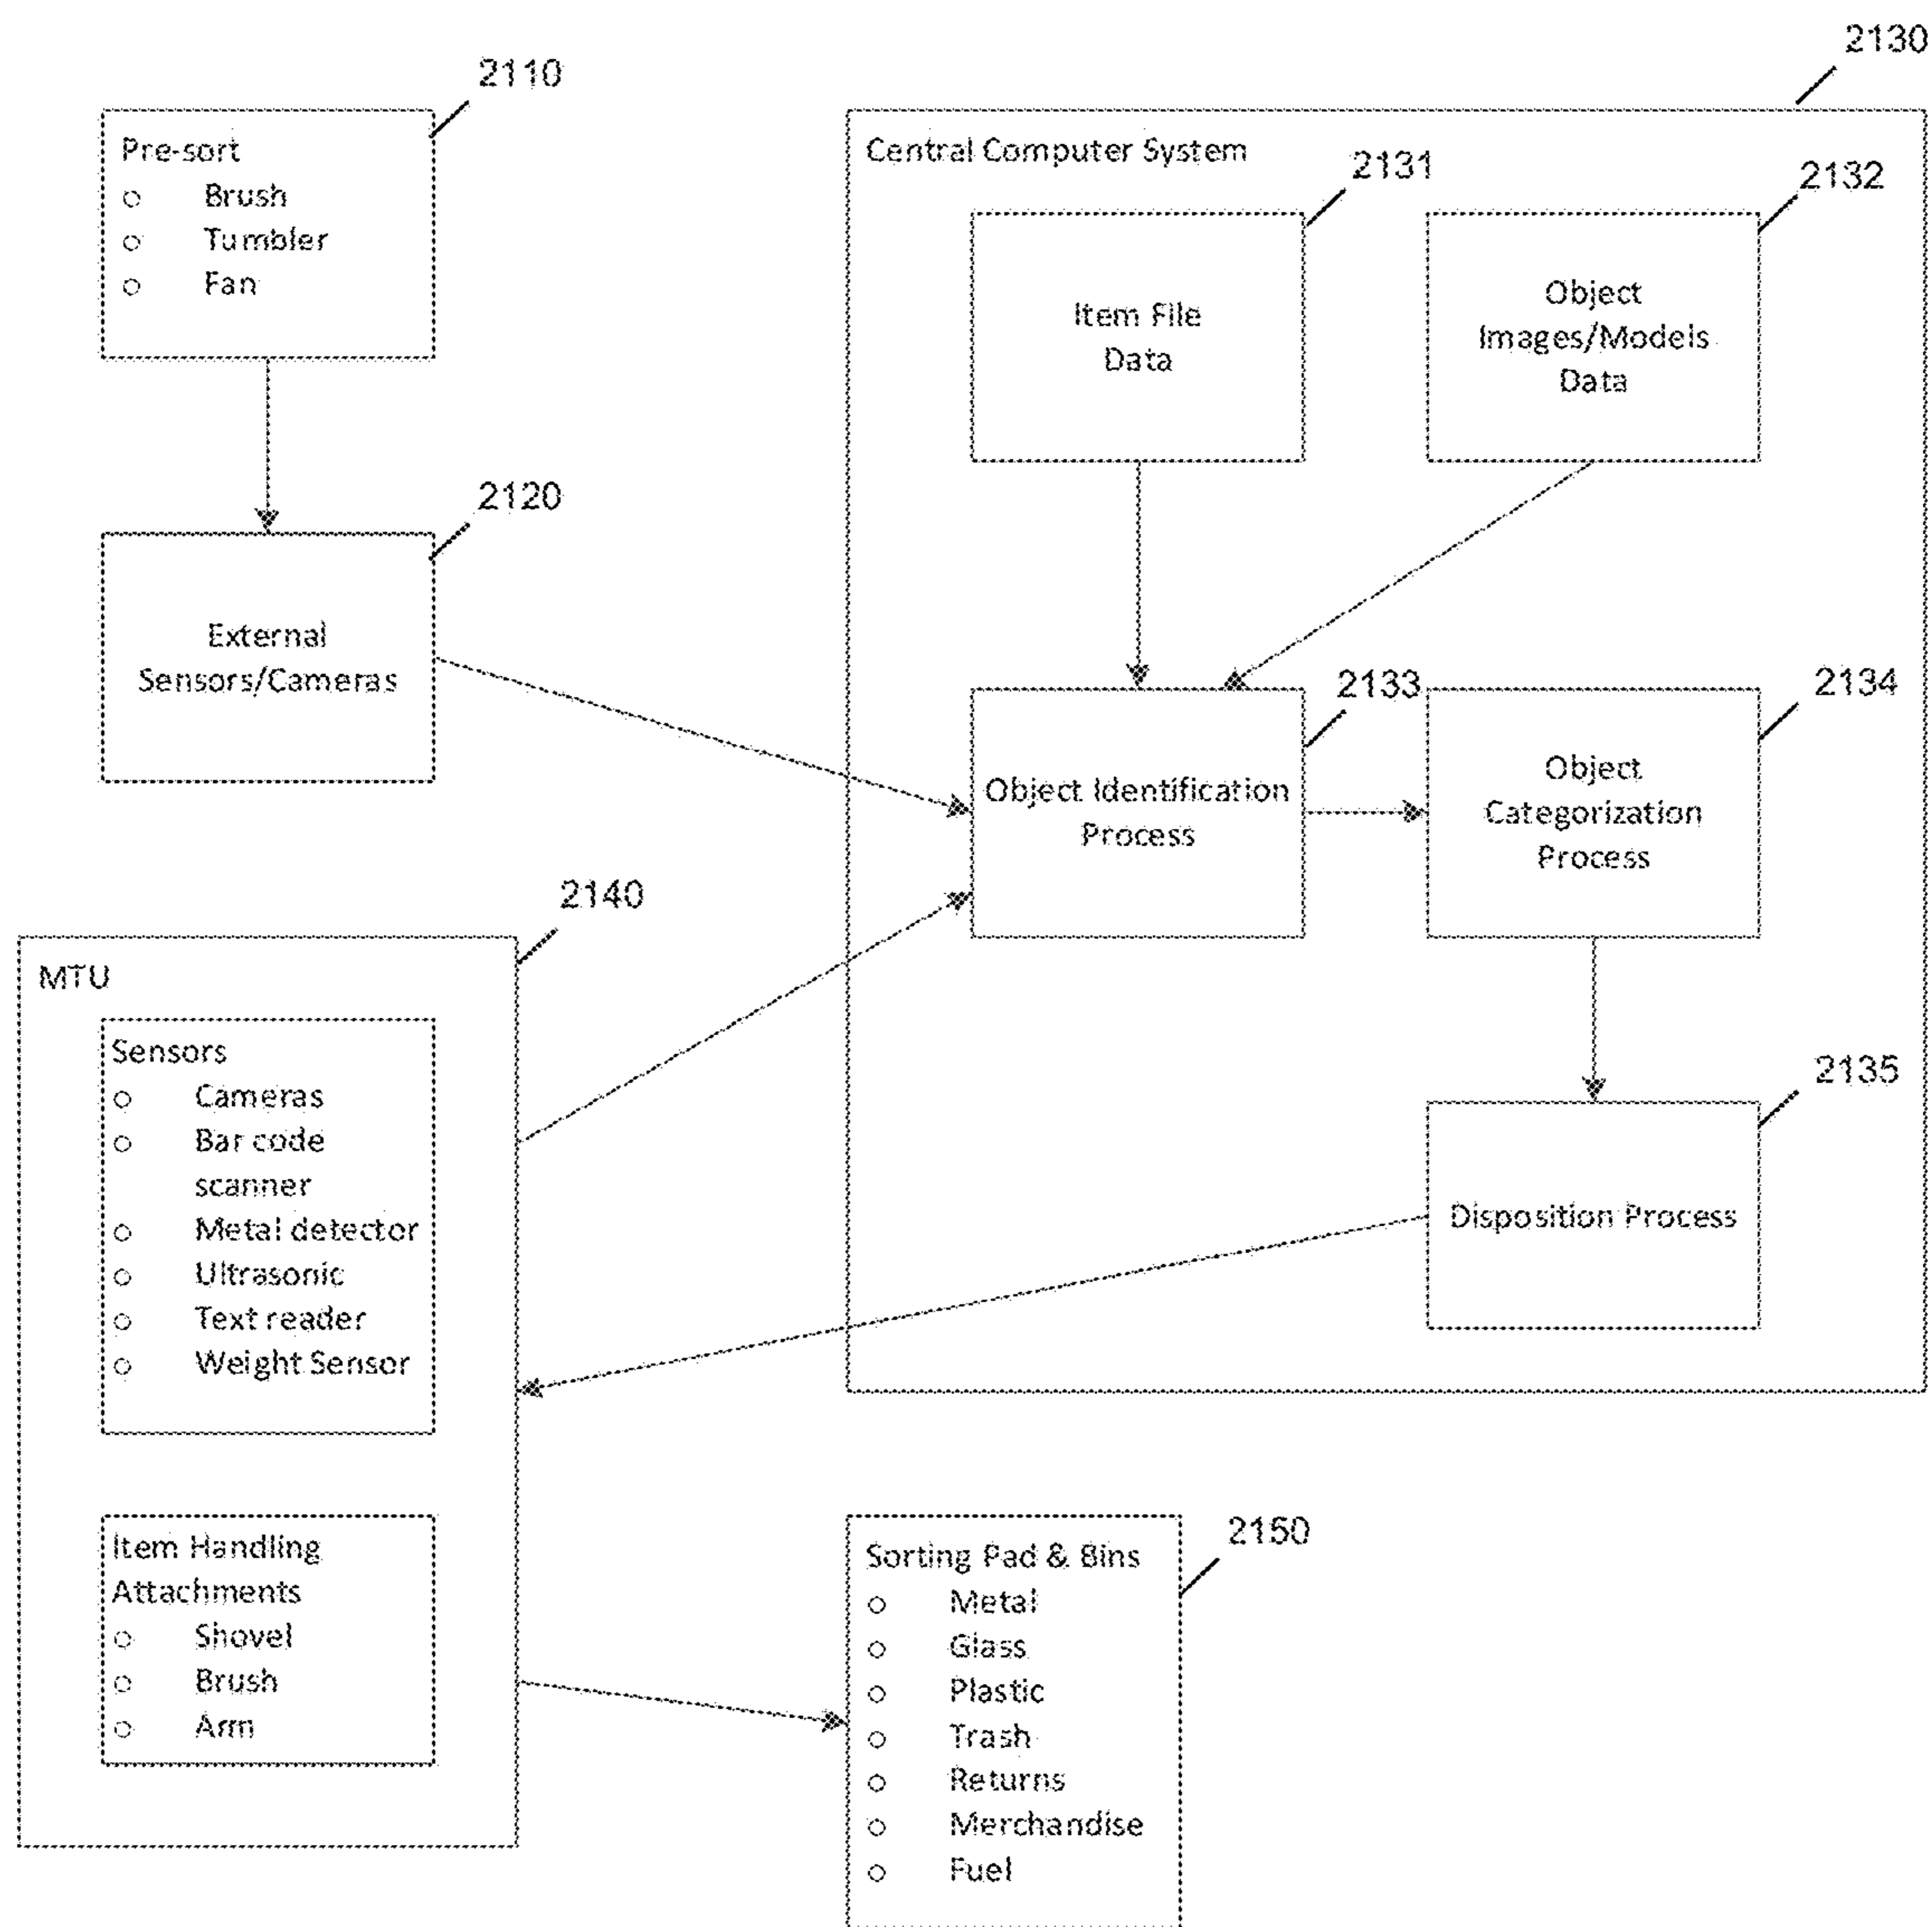 2130
2110
Pre-sort
○ Brush
○ Tumbler
○ Fan
Central Computer System
2131
2132
Item File
Data
Object
Images/Models
Data
2120
External
Sensors/Cameras
2133
2134
Object Identification
Process
Object
Categorization
Process
2140
MTU
Sensors
○ Cameras
○ Bar code
scanner
○ Metal detector
○ Ultrasonic
○ Text reader
○ Weight Sensor
2135
Disposition Process
Item Handling
Attachments
○ Shovel
○ Brush
○ Arm
2150
Sorting Pad & Bins
○ Metal
○ Glass
○ Plastic
○ Trash
○ Returns
○ Merchandise
○ Fuel